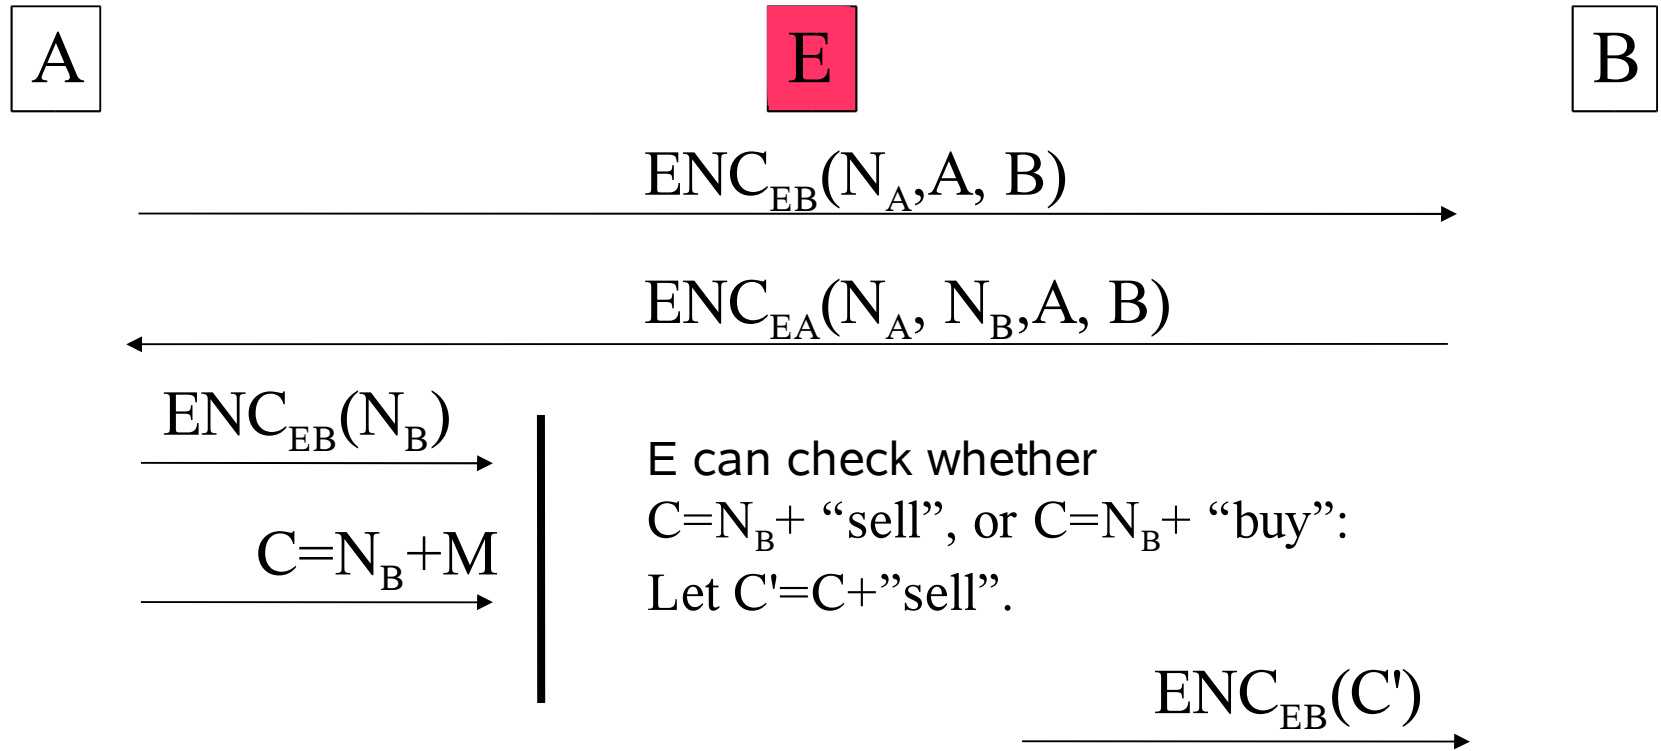 A E B
ENC_EB(N_A,A, B)
ENC_EA(N_A, N_B,A, B)
ENC_EB(N_B)
C=N_B+M
E can check whether
C=N_B+ “sell”, or C=N_B+ “buy”:
Let C'=C+”sell”.
ENC_EB(C')